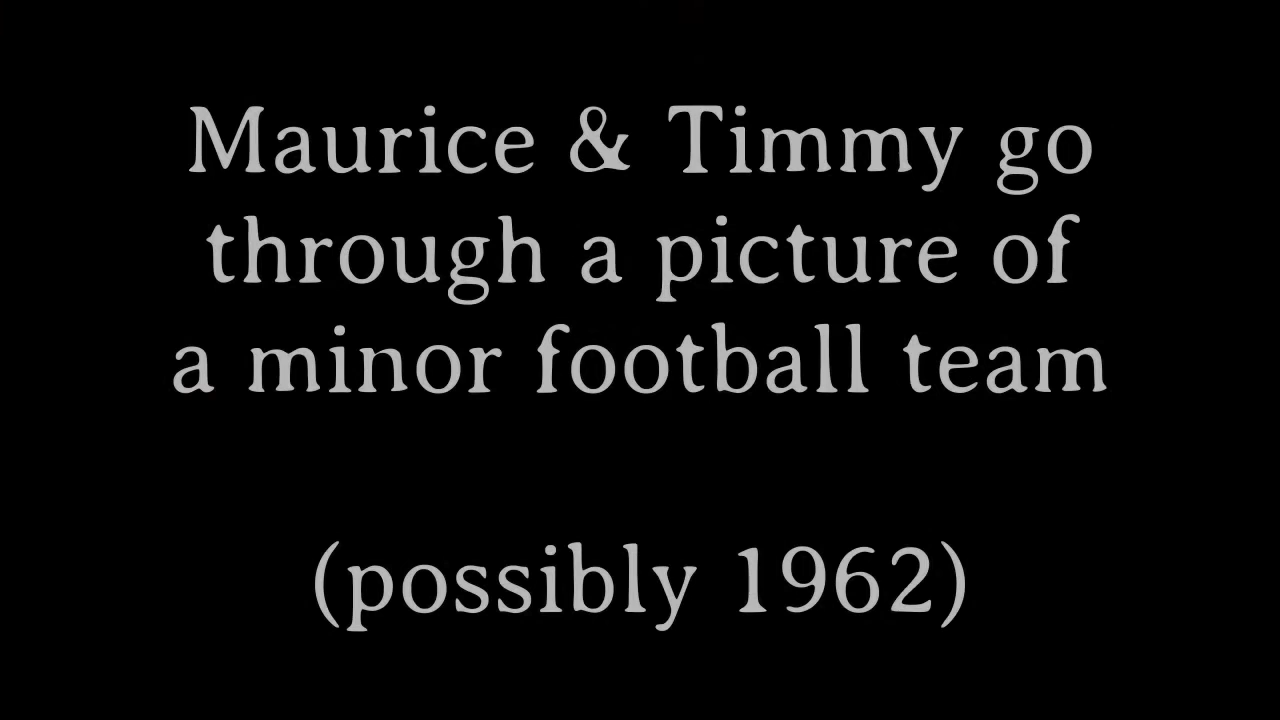 Maurice & Timmy go
through a picture of
a minor football team
(possibly 1962)